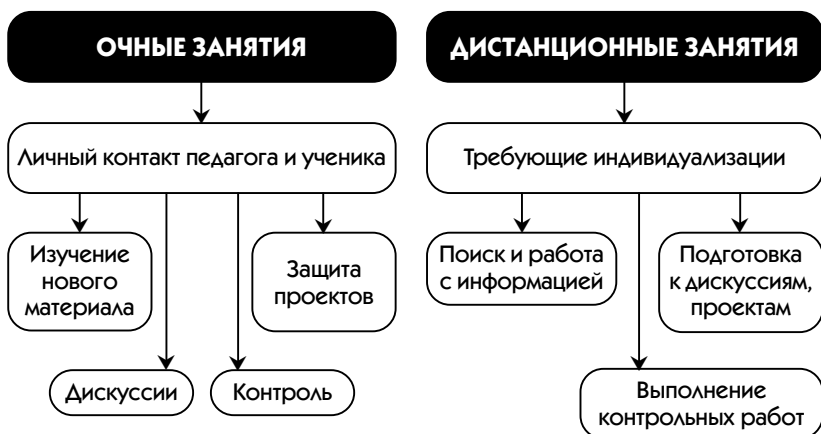 ОЧНЫЕ ЗАНЯТИЯ
Личный контакт педагога и ученика
Изучение
нового
материала
Защита
проектов
Дискуссии
Контроль
ДИСТАНЦИОННЫЕ ЗАНЯТИЯ
Требующие индивидуализации
Поиск и работа
с информацией
Подготовка
к дискуссиям,
проектам
Выполнение
контрольных работ